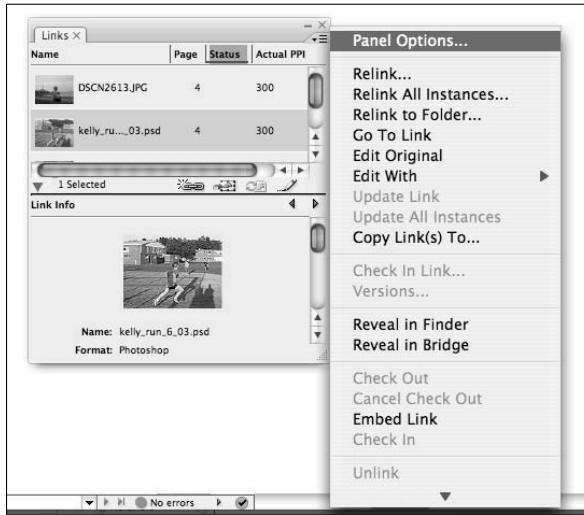 Links ×
Name Page Status Actual PPI
DSCN2613.JPG 4 300
kelly_ru..._03.psd 4 300
1 Selected
Link Info
Name: kelly_run_6_03.psd
Format: Photoshop
No errors
Panel Options...
Relink...
Relink All Instances...
Relink to Folder...
Go To Link
Edit Original
Edit With
Update Link
Update All Instances
Copy Link(s) To...
Check In Link...
Versions...
Reveal in Finder
Reveal in Bridge
Check Out
Cancel Check Out
Embed Link
Check In
Unlink